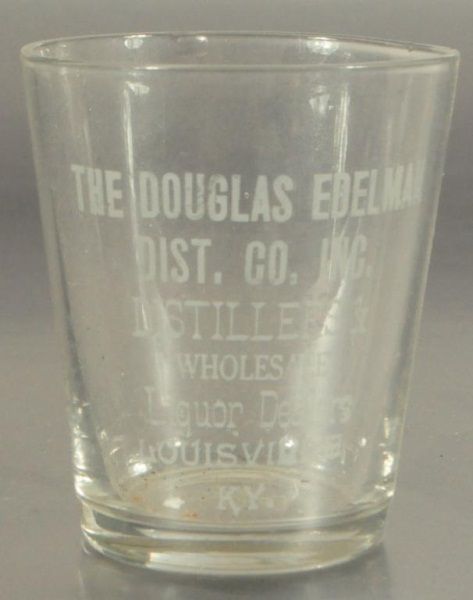 THE DOUGLAS EDELMAN
DIST. CO. INC.
DISTILLERS &
WHOLESALE
Liquor Dealers
LOUISVILLE,
KY.